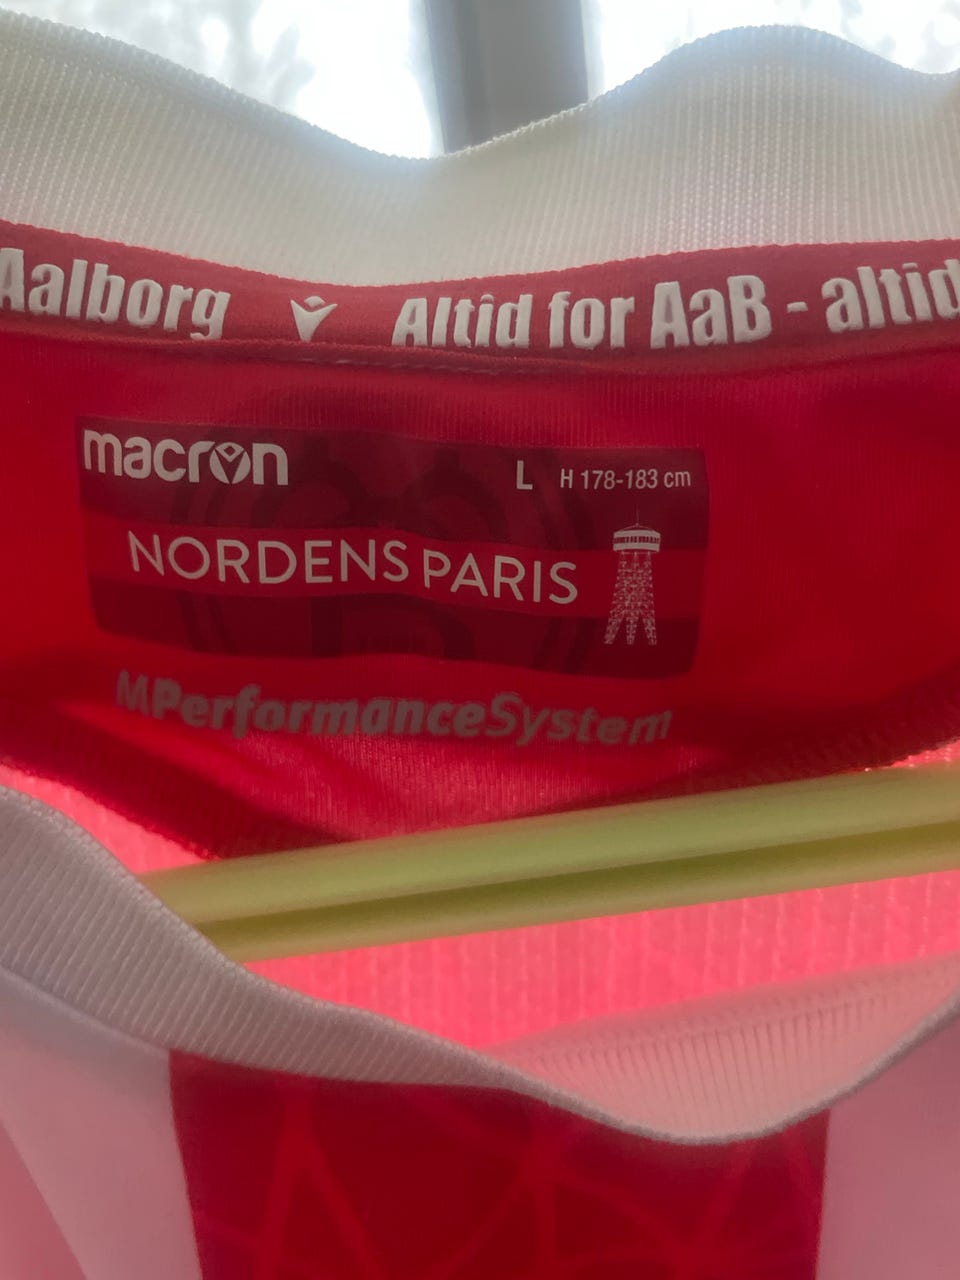 Aalborg Altid for AaB - altid
macron L H 178-183 cm
NORDENS PARIS
MPerformanceSystem